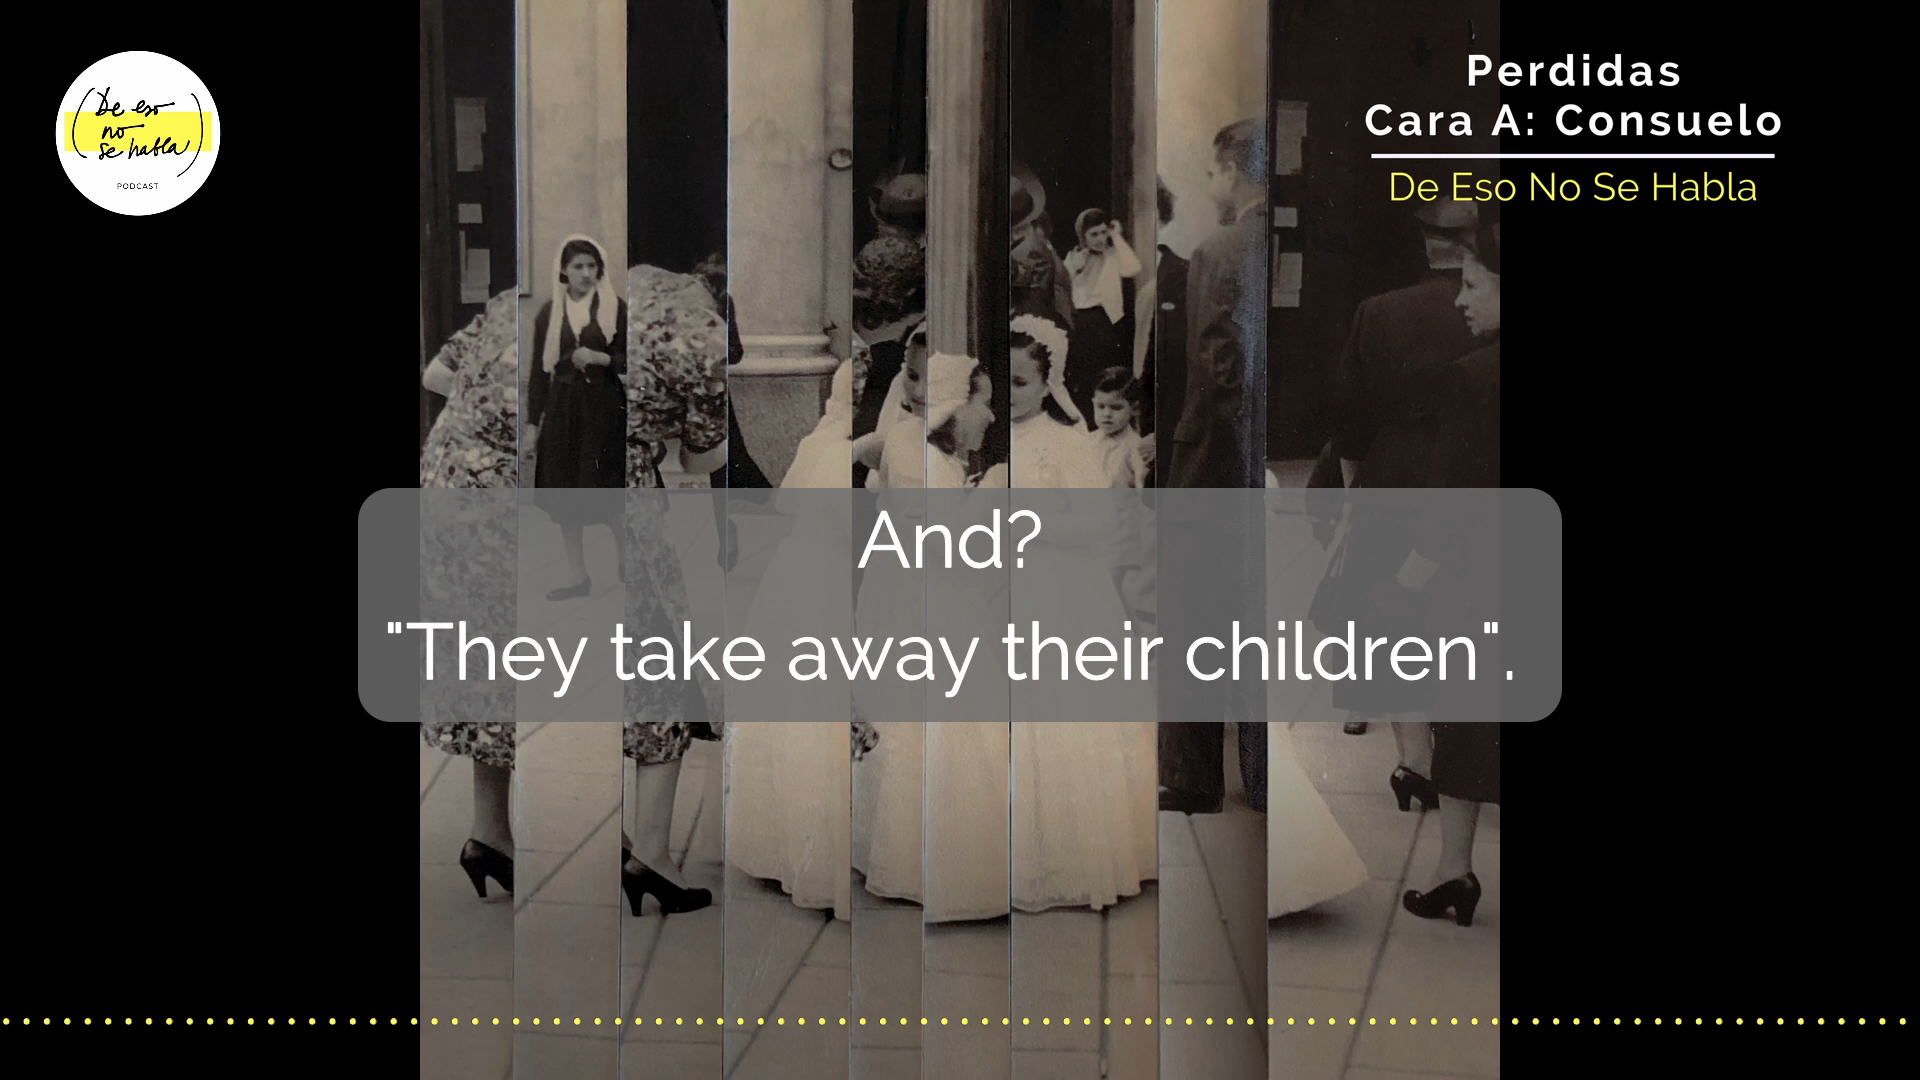 (De eso
no
se habla)
PODCAST
Perdidas
Cara A: Consuelo
De Eso No Se Habla
And?
"They take away their children".